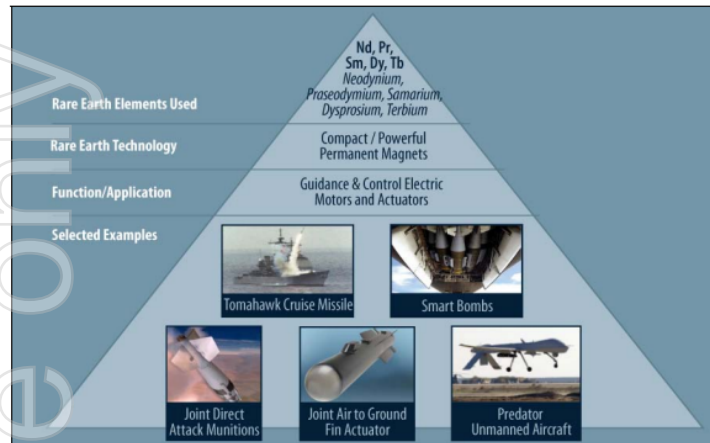 Nd, Pr,
Sm, Dy, Tb
Neodynium,
Praseodymium, Samarium,
Dysprosium, Terbium
Rare Earth Elements Used
Rare Earth Technology
Compact / Powerful
Permanent Magnets
Function/Application
Guidance & Control Electric
Motors and Actuators
Selected Examples
Tomahawk Cruise Missile
Smart Bombs
Joint Direct
Attack Munitions
Joint Air to Ground
Fin Actuator
Predator
Unmanned Aircraft
e only